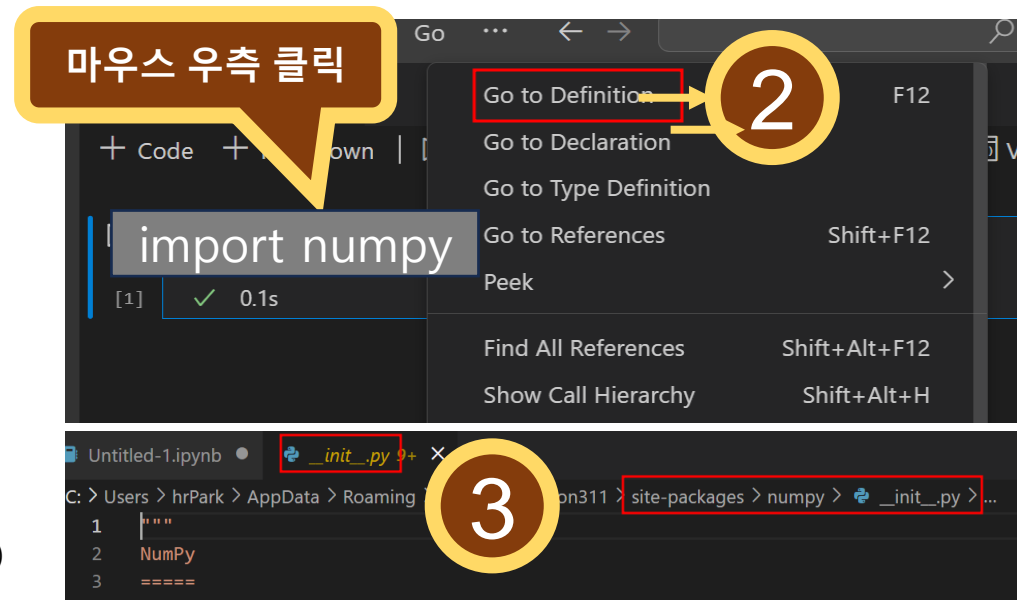 마우스 우측 클릭
Go ...
Go to Definition F12
2
Go to Declaration
+ Code + own |
Go to Type Definition
import numpy
Go to References Shift+F12
Peek >
[1] ✓ 0.1s
Find All References Shift+Alt+F12
Show Call Hierarchy Shift+Alt+H
Untitled-1.ipynb ● __init__.py 9+ ×
C: > Users > hrPark > AppData > Roaming on311 > site-packages > numpy > __init__.py > ...
3
1 """
2 NumPy
3 =====
)